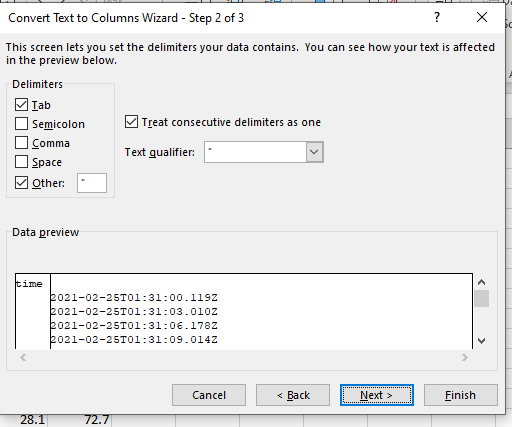 Convert Text to Columns Wizard - Step 2 of 3
This screen lets you set the delimiters your data contains. You can see how your text is affected
in the preview below.
Delimiters
Tab
Semicolon
Comma
Space
Other: "
Treat consecutive delimiters as one
Text qualifier: "
Data preview
time
2021-02-25T01:31:00.119Z
2021-02-25T01:31:03.010Z
2021-02-25T01:31:06.178Z
2021-02-25T01:31:09.014Z
Cancel < Back Next > Finish
28.1 72.7